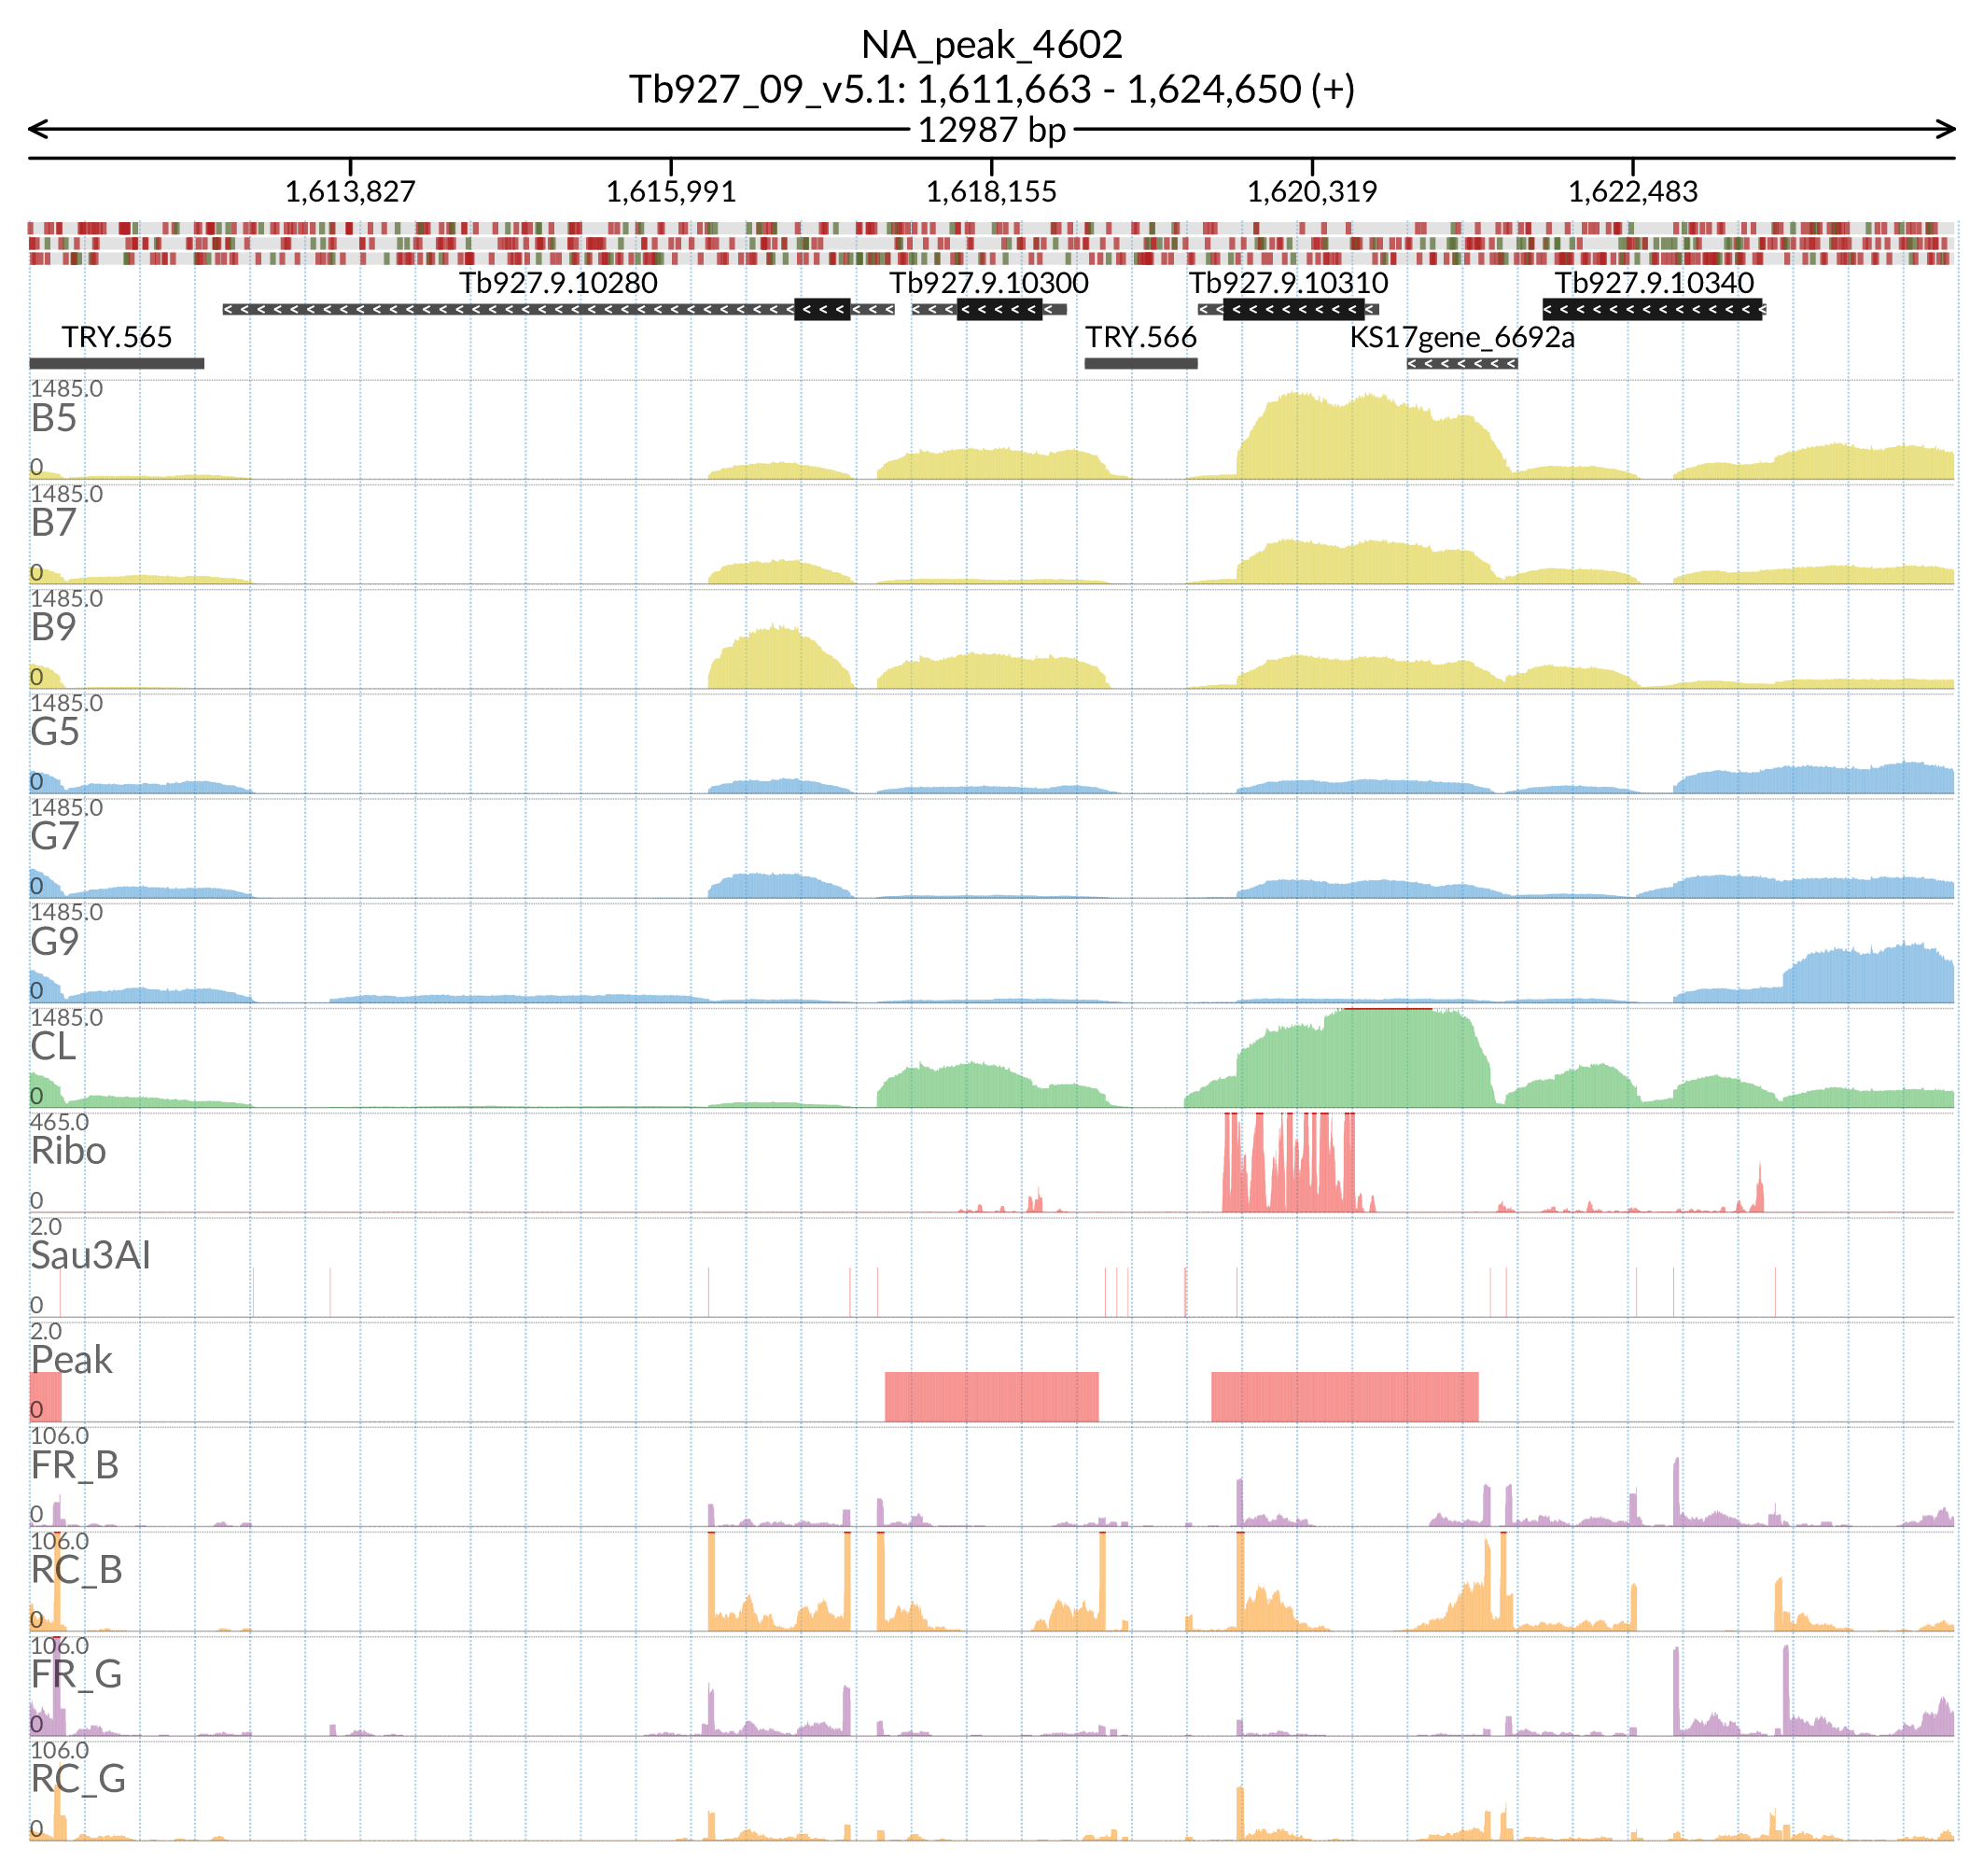 NA_peak_4602
Tb927_09_v5.1: 1,611,663 - 1,624,650 (+)
12987 bp
1,613,827 1,615,991 1,618,155 1,620,319 1,622,483
Tb927.9.10280 Tb927.9.10300 Tb927.9.10310 Tb927.9.10340
TRY.565 TRY.566 KS17gene_6692a
1485.0
B5
0
1485.0
B7
0
1485.0
B9
0
1485.0
G5
0
1485.0
G7
0
1485.0
G9
0
1485.0
CL
0
465.0
Ribo
0
2.0
Sau3AI
0
2.0
Peak
0
106.0
FR_B
0
106.0
RC_B
0
106.0
FR_G
0
106.0
RC_G
0